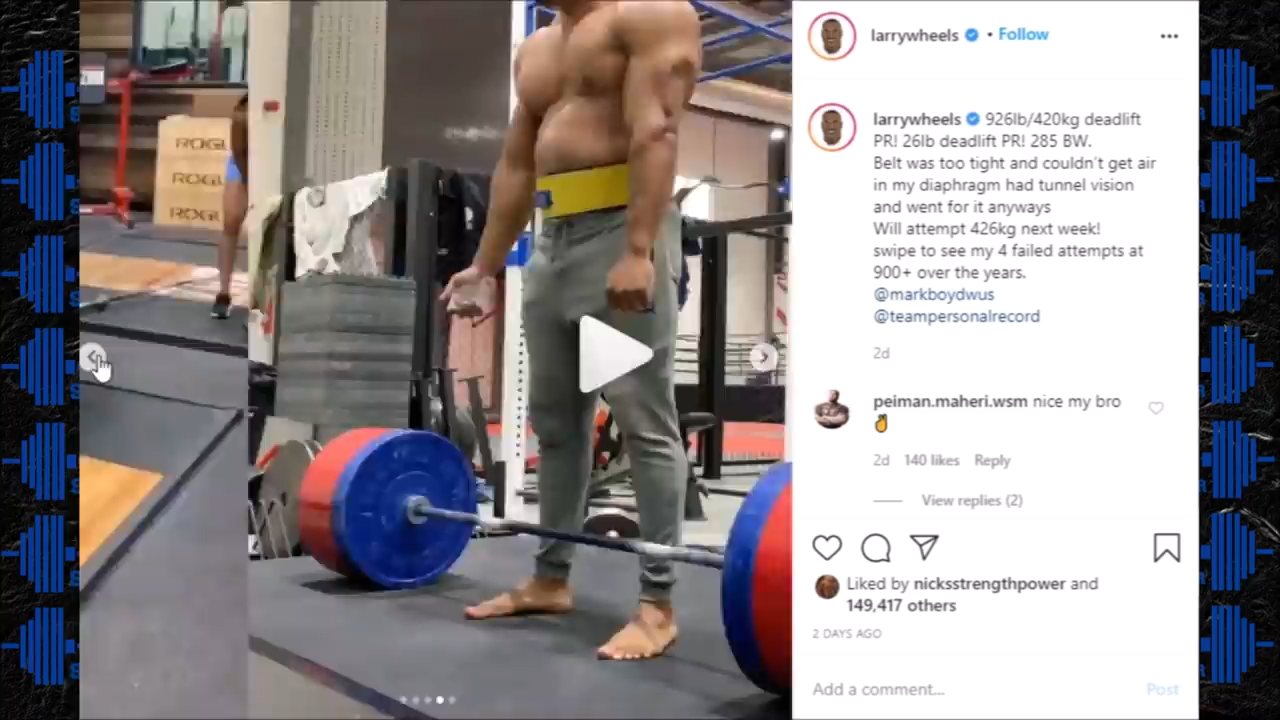 larrywheels • Follow
larrywheels 926lb/420kg deadlift
PR! 26lb deadlift PR! 285 BW.
Belt was too tight and couldn't get air
in my diaphragm had tunnel vision
and went for it anyways
Will attempt 426kg next week!
swipe to see my 4 failed attempts at
900+ over the years.
@markboydwus
@teampersonalrecord
2d
peiman.maheri.wsm nice my bro
2d 140 likes Reply
View replies (2)
Liked by nicksstrengthpower and
149,417 others
2 DAYS AGO
Add a comment... Post